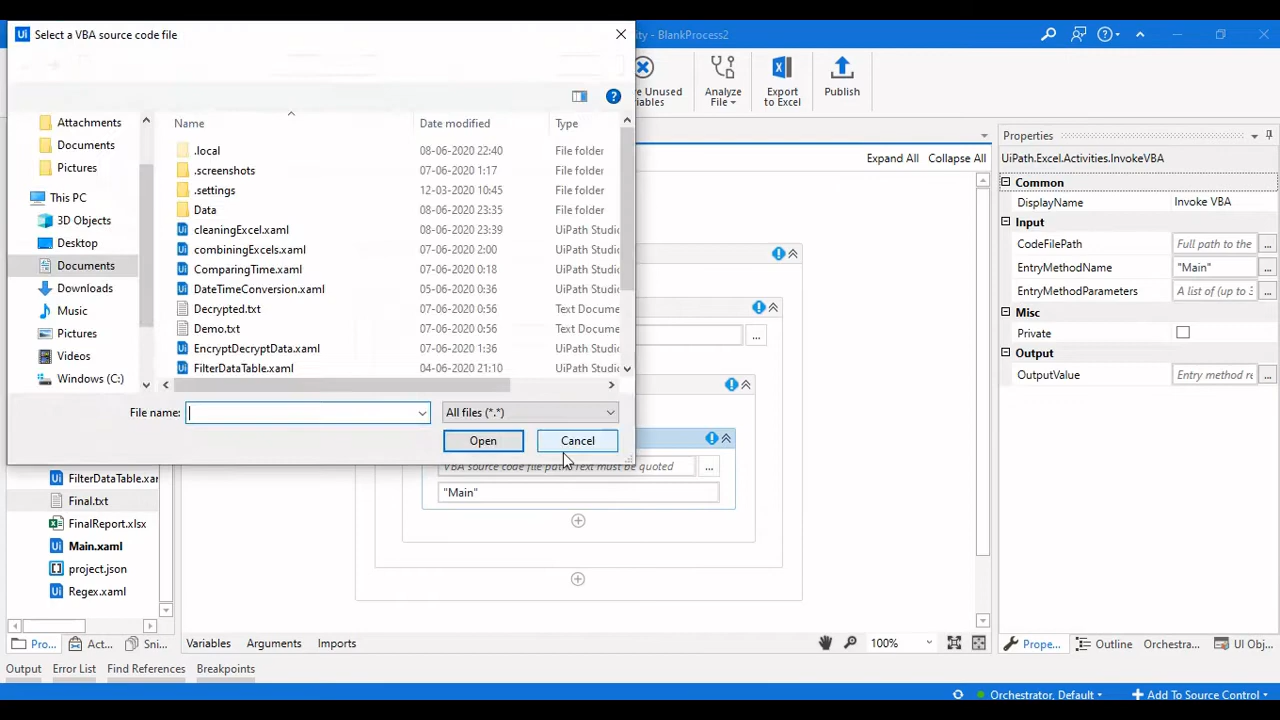 Select a VBA source code file
ity - BlankProcess2
e Unused
ariables
Analyze
File
Export
to Excel
Publish
Attachments
Documents
Pictures
This PC
3D Objects
Desktop
Documents
Downloads
Music
Pictures
Videos
Windows (C:)
Name
Date modified
Type
.local
08-06-2020 22:40
File folder
.screenshots
07-06-2020 1:17
File folder
.settings
12-03-2020 10:45
File folder
Data
08-06-2020 23:35
File folder
cleaningExcel.xaml
08-06-2020 23:39
UiPath Studio
combiningExcels.xaml
07-06-2020 2:00
UiPath Studio
ComparingTime.xaml
07-06-2020 0:18
UiPath Studio
DateTimeConversion.xaml
05-06-2020 0:36
UiPath Studio
Decrypted.txt
07-06-2020 0:56
Text Docume
Demo.txt
07-06-2020 0:56
Text Docume
EncryptDecryptData.xaml
07-06-2020 1:36
UiPath Studio
FilterDataTable.xaml
04-06-2020 21:10
UiPath Studio
File name:
All files (*.*)
Open
Cancel
Expand All
Collapse All
VBA source code file path. Text must be quoted
...
"Main"
FilterDataTable.xar
Final.txt
FinalReport.xlsx
Main.xaml
project.json
Regex.xaml
Properties
UiPath.Excel.Activities.InvokeVBA
Common
DisplayName
Invoke VBA
Input
CodeFilePath
Full path to the
...
EntryMethodName
"Main"
...
EntryMethodParameters
A list of (up to 3
...
Misc
Private
Output
OutputValue
Entry method re
...
Pro...
Act...
Sni...
Variables
Arguments
Imports
100%
Prope...
Outline
Orchestra...
UI Obj...
Output
Error List
Find References
Breakpoints
Orchestrator, Default
Add To Source Control